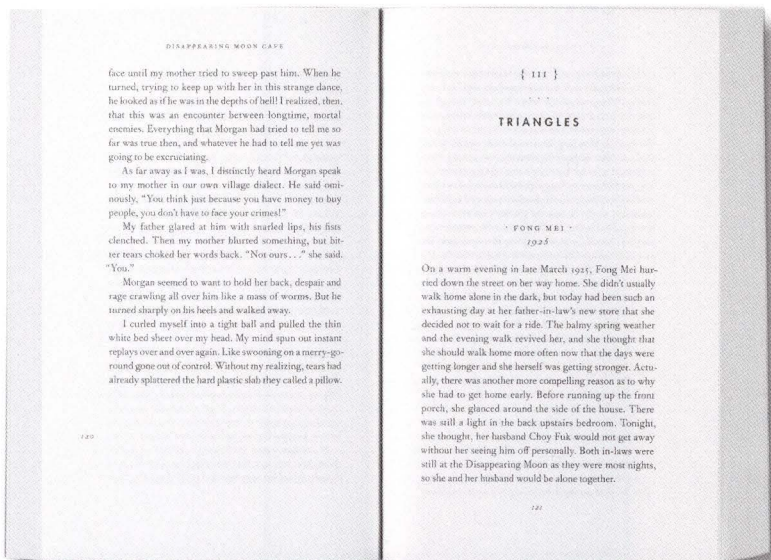 DISAPPEARING MOON CAFE
face until my mother tried to sweep past him. When he
turned, trying to keep up with her in this strange dance,
he looked as if he was in the depths of hell! I realized, then,
that this was an encounter between longtime, mortal
enemies. Everything that Morgan had tried to tell me so
far was true then, and whatever he had to tell me yet was
going to be excruciating.
As far away as I was, I distinctly heard Morgan speak
to my mother in our own village dialect. He said omi-
nously, “You think just because you have money to buy
people, you don’t have to face your crimes!”
My father glared at him with snarled lips, his fists
clenched. Then my mother blurted something, but bit-
ter tears choked her words back. “Not ours . . .” she said.
“You.”
Morgan seemed to want to hold her back, despair and
rage crawling all over him like a mass of worms. But he
turned sharply on his heels and walked away.
I curled myself into a tight ball and pulled the thin
white bed sheet over my head. My mind spun out instant
replays over and over again. Like swooning on a merry-go-
round gone out of control. Without my realizing, tears had
already splattered the hard plastic slab they called a pillow.
120
{ III }
. . .
TRIANGLES
· FONG MEI ·
1925
On a warm evening in late March 1925, Fong Mei hur-
ried down the street on her way home. She didn’t usually
walk home alone in the dark, but today had been such an
exhausting day at her father-in-law’s new store that she
decided not to wait for a ride. The balmy spring weather
and the evening walk revived her, and she thought that
she should walk home more often now that the days were
getting longer and she herself was getting stronger. Actu-
ally, there was another more compelling reason as to why
she had to get home early. Before running up the front
porch, she glanced around the side of the house. There
was still a light in the back upstairs bedroom. Tonight,
she thought, her husband Choy Fuk would not get away
without her seeing him off personally. Both in-laws were
still at the Disappearing Moon as they were most nights,
so she and her husband would be alone together.
121